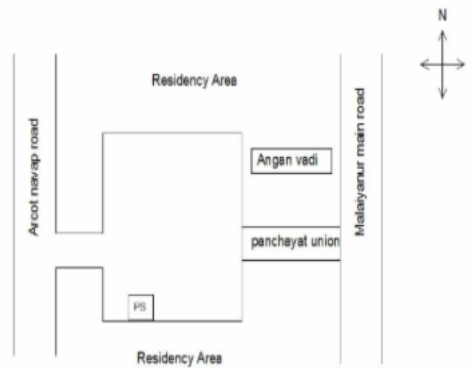 N
Residency Area
Arcot navap road
Angan vadi
Malaiyanur main road
panchayat union
PS
Residency Area